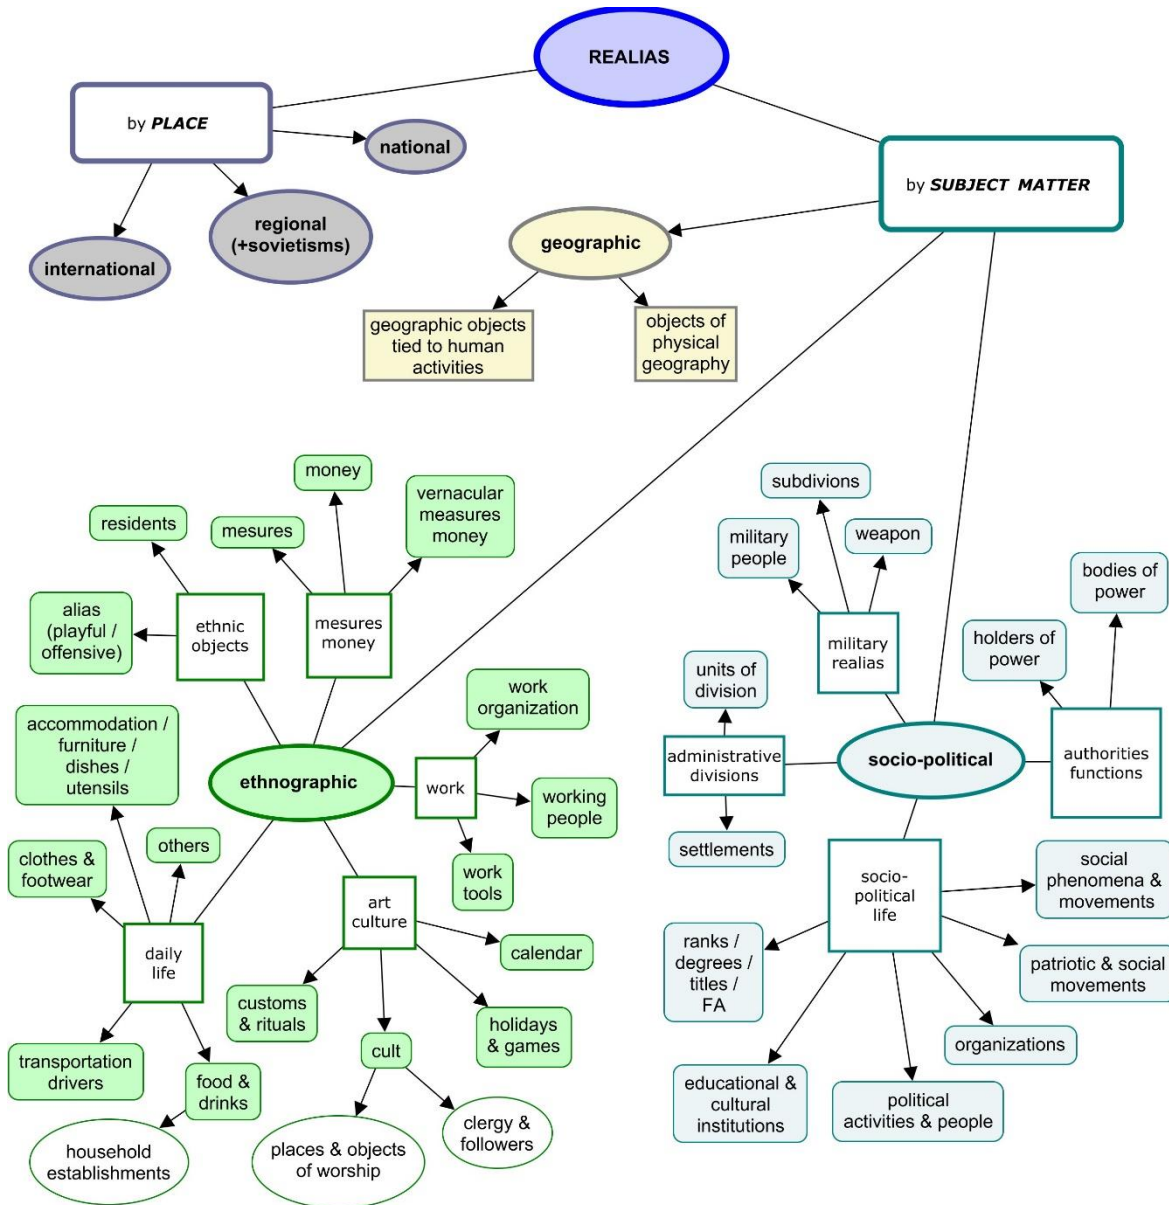 REALIAS
by PLACE
national
regional
(+sovietisms)
international
by SUBJECT MATTER
geographic
geographic objects
tied to human
activities
objects of
physical
geography
money
vernacular
measures
money
residents
mesures
alias
(playful /
offensive)
ethnic
objects
mesures
money
accommodation /
furniture /
dishes /
utensils
work
organization
ethnographic
work
working
people
work
tools
clothes &
footwear
others
daily
life
art
culture
calendar
customs
& rituals
holidays
& games
cult
transportation
drivers
food &
drinks
household
establishments
places & objects
of worship
clergy &
followers
subdivions
military
people
weapon
bodies of
power
military
realias
holders of
power
units of
division
administrative
divisions
socio-political
authorities
functions
settlements
socio-
political
life
social
phenomena &
movements
ranks /
degrees /
titles /
FA
patriotic & social
movements
organizations
educational &
cultural
institutions
political
activities & people